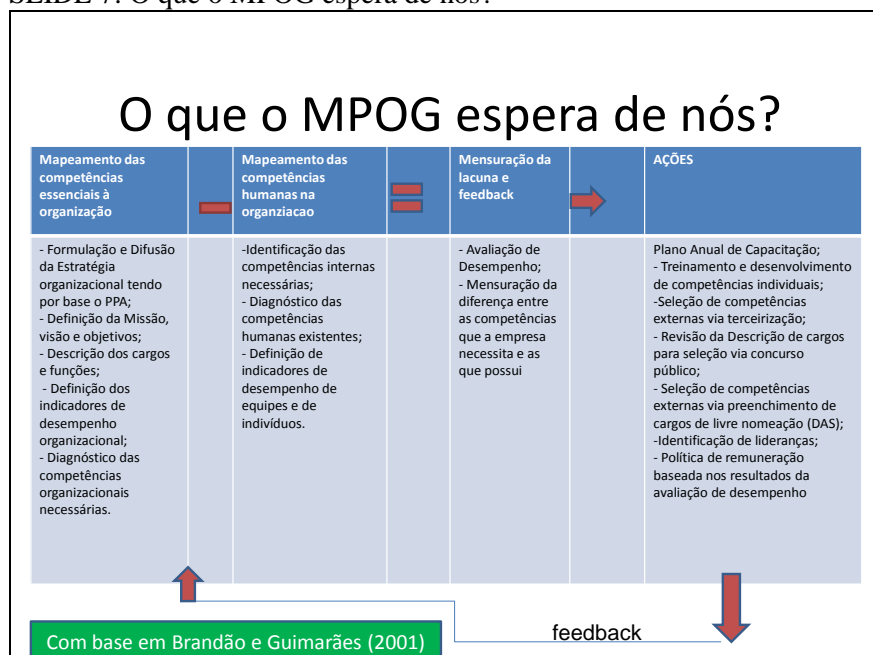 SLIDE 7: O que o MPOG espera de nós?
O que o MPOG espera de nós?
Mapeamento das
competências
essenciais à
organização
Mapeamento das
competências
humanas na
organziacao
Mensuração da
lacuna e
feedback
AÇÕES
- Formulação e Difusão
da Estratégia
organizacional tendo
por base o PPA;
- Definição da Missão,
visão e objetivos;
- Descrição dos cargos
e funções;
- Definição dos
indicadores de
desempenho
organizacional;
- Diagnóstico das
competências
organizacionais
necessárias.
-Identificação das
competências internas
necessárias;
- Diagnóstico das
competências
humanas existentes;
- Definição de
indicadores de
desempenho de
equipes e de
indivíduos.
- Avaliação de
Desempenho;
- Mensuração da
diferença entre
as competências
que a empresa
necessita e as
que possui
Plano Anual de Capacitação;
- Treinamento e desenvolvimento
de competências individuais;
-Seleção de competências
externas via terceirização;
- Revisão da Descrição de cargos
para seleção via concurso
público;
- Seleção de competências
externas via preenchimento de
cargos de livre nomeação (DAS);
-Identificação de lideranças;
- Política de remuneração
baseada nos resultados da
avaliação de desempenho
feedback
Com base em Brandão e Guimarães (2001)